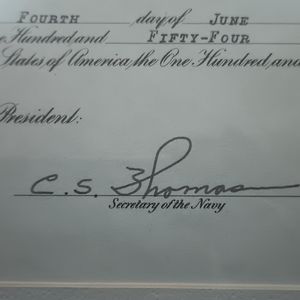 FOURTH day of JUNE
e Hundred and FIFTY-FOUR
States of America, the One Hundred, and
President:
C. S. Thomas
Secretary of the Navy